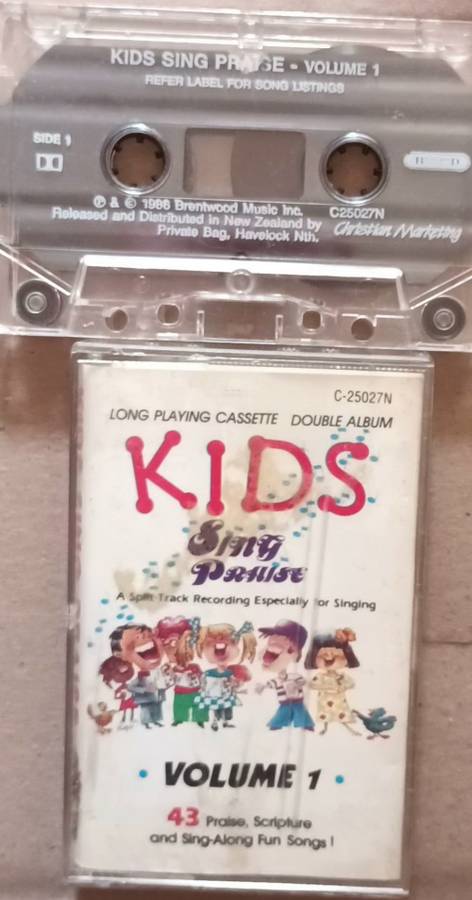 KIDS SING PRAISE - VOLUME 1
REFER LABEL FOR SONG LISTINGS
SIDE 1
℗ & © 1986 Brentwood Music Inc.
Released and Distributed in New Zealand by
Private Bag, Havelock Nth.
C25027N
Christian Marketing
C-25027N
LONG PLAYING CASSETTE DOUBLE ALBUM
KIDS
Sing
PRAISE
A Split-Track Recording Especially for Singing
• VOLUME 1 •
43 Praise, Scripture
and Sing-Along Fun Songs!